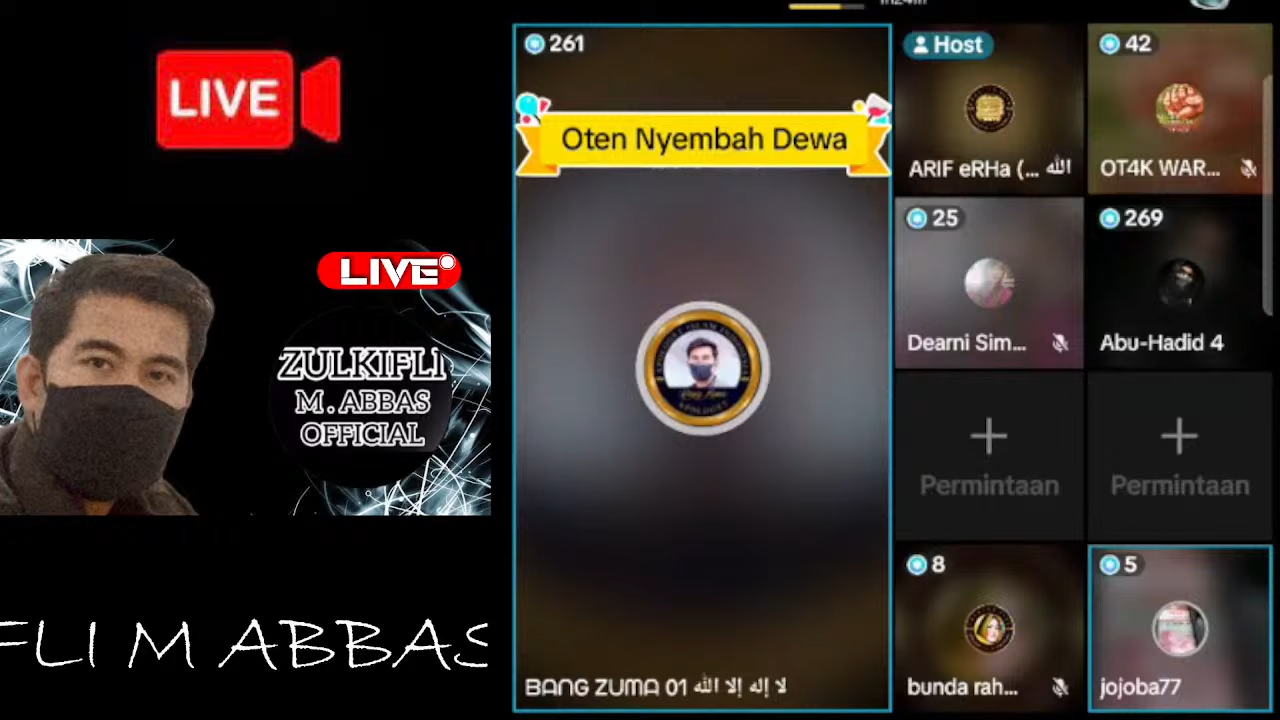 LIVE
LIVE
ZULKIFLI
M . ABBAS
OFFICIAL
FLI M ABBAS
261
Oten Nyembah Dewa
BANG ZUMA 01 لا إله إلا الله
Host
ARIF eRHa (... الله
42
OT4K WAR...
25
Dearni Sim...
269
Abu-Hadid 4
Permintaan
Permintaan
8
bunda rah...
5
jojoba77